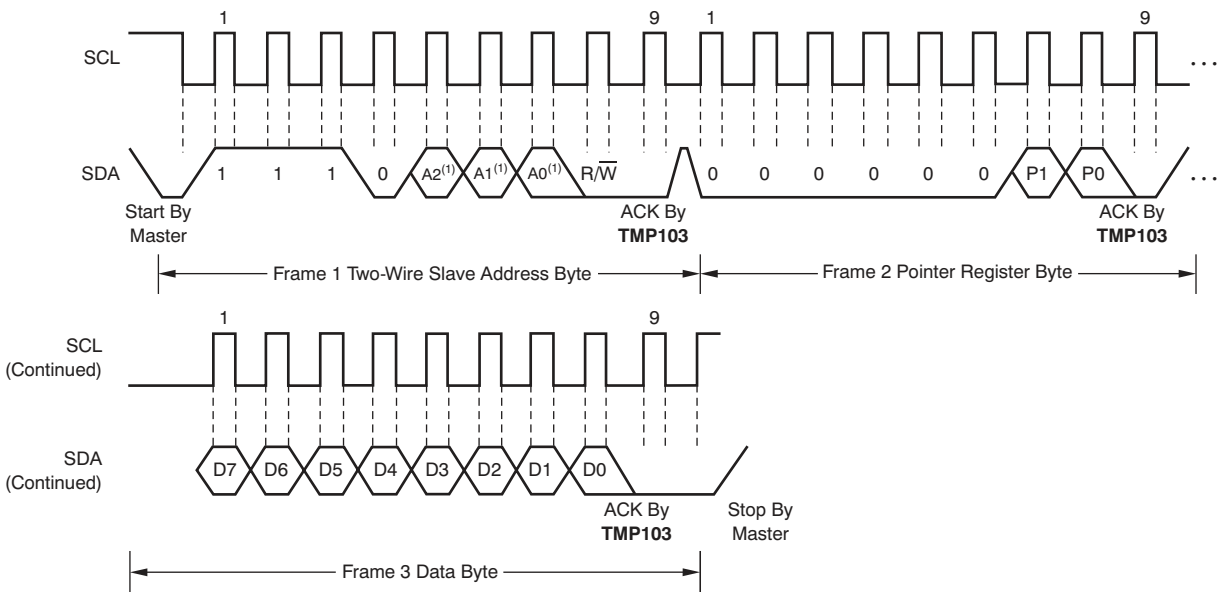 1 9 1 9
SCL ...
SDA 1 1 1 0 A2(1) A1(1) A0(1) R/W̅ 0 0 0 0 0 0 P1 P0 ...
Start By ACK By ACK By
Master TMP103 TMP103
Frame 1 Two-Wire Slave Address Byte Frame 2 Pointer Register Byte
1 9
SCL
(Continued)
SDA
(Continued)
D7 D6 D5 D4 D3 D2 D1 D0
ACK By Stop By
TMP103 Master
Frame 3 Data Byte